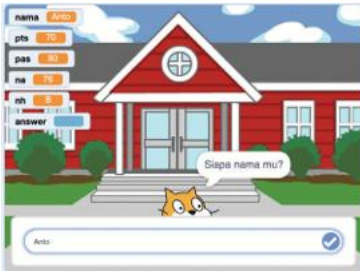 nama Anto
pts 70
pas 80
na 76
nh B
answer
Siapa nama mu?
Anto